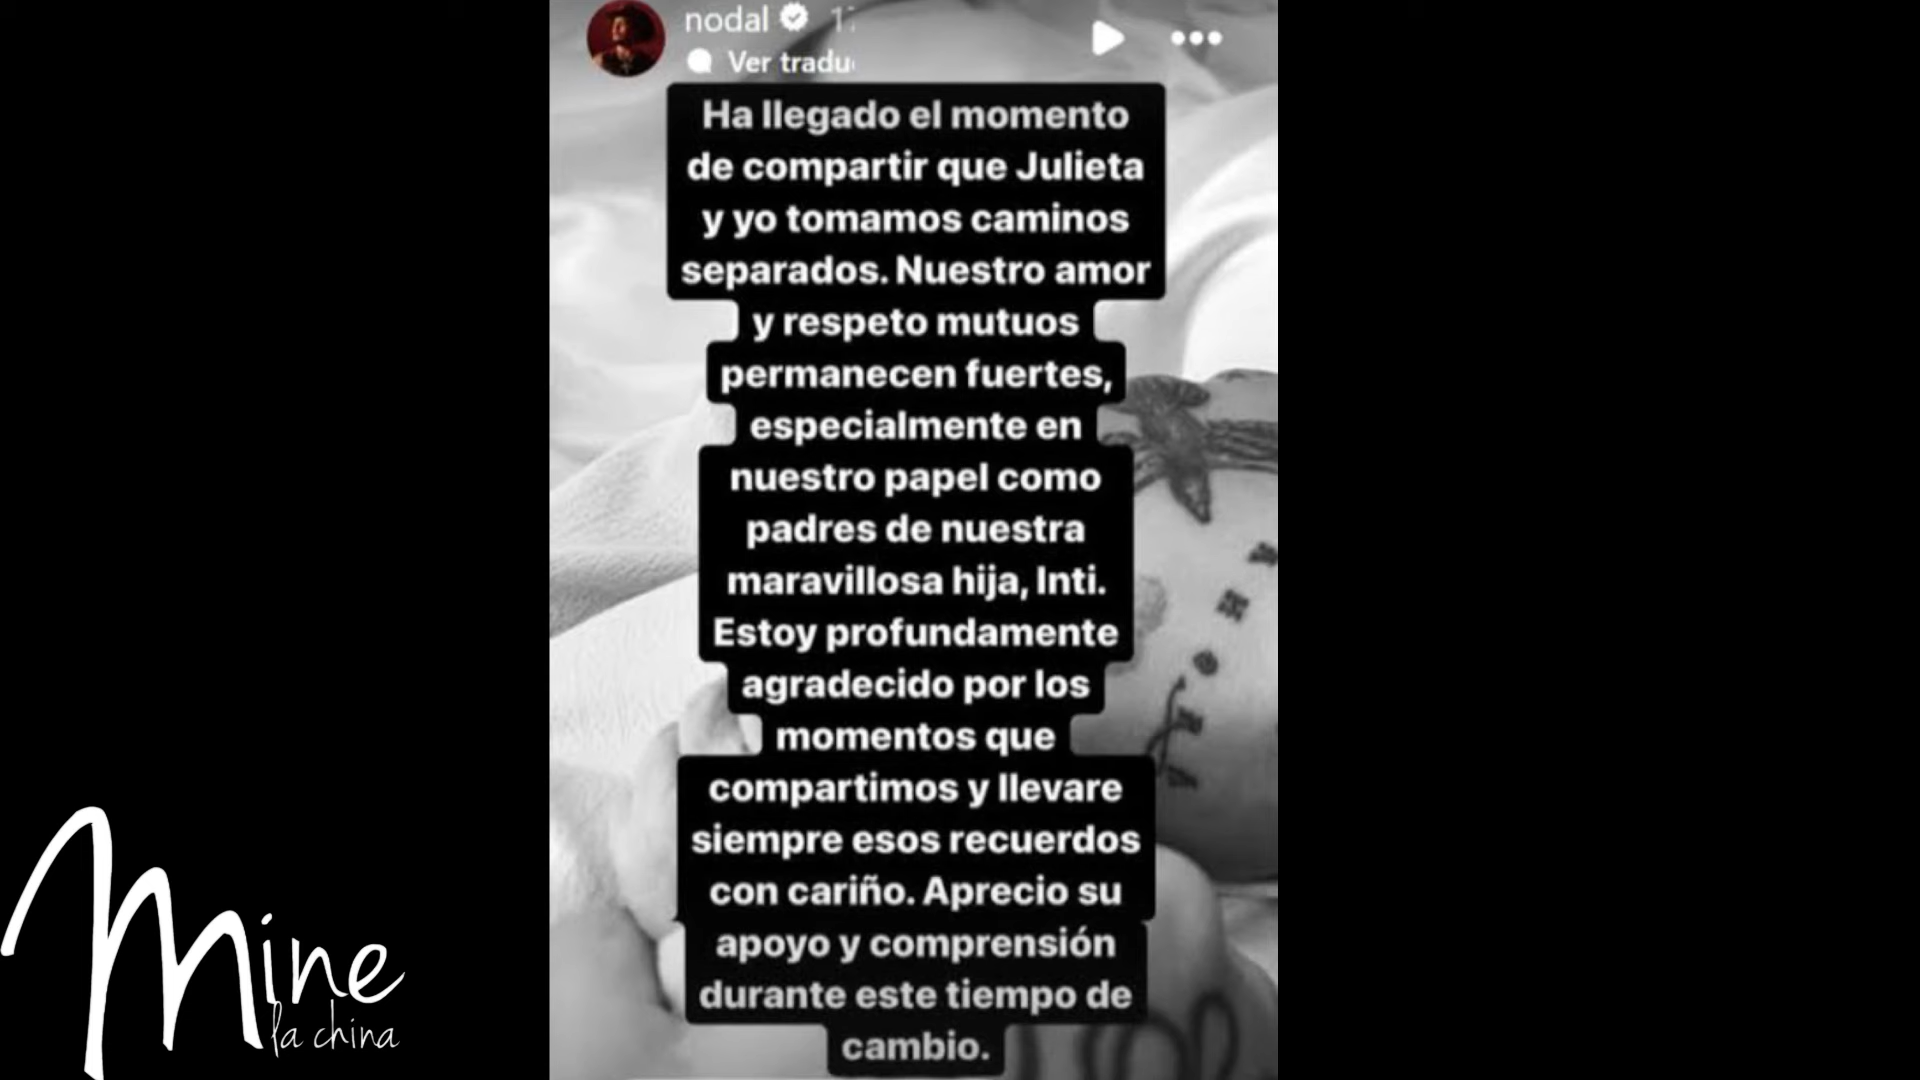 nodal
Ver tradu
Ha llegado el momento
de compartir que Julieta
y yo tomamos caminos
separados. Nuestro amor
y respeto mutuos
permanecen fuertes,
especialmente en
nuestro papel como
padres de nuestra
maravillosa hija, Inti.
Estoy profundamente
agradecido por los
momentos que
compartimos y llevare
siempre esos recuerdos
con cariño. Aprecio su
apoyo y comprensión
durante este tiempo de
cambio.
Mine
la china